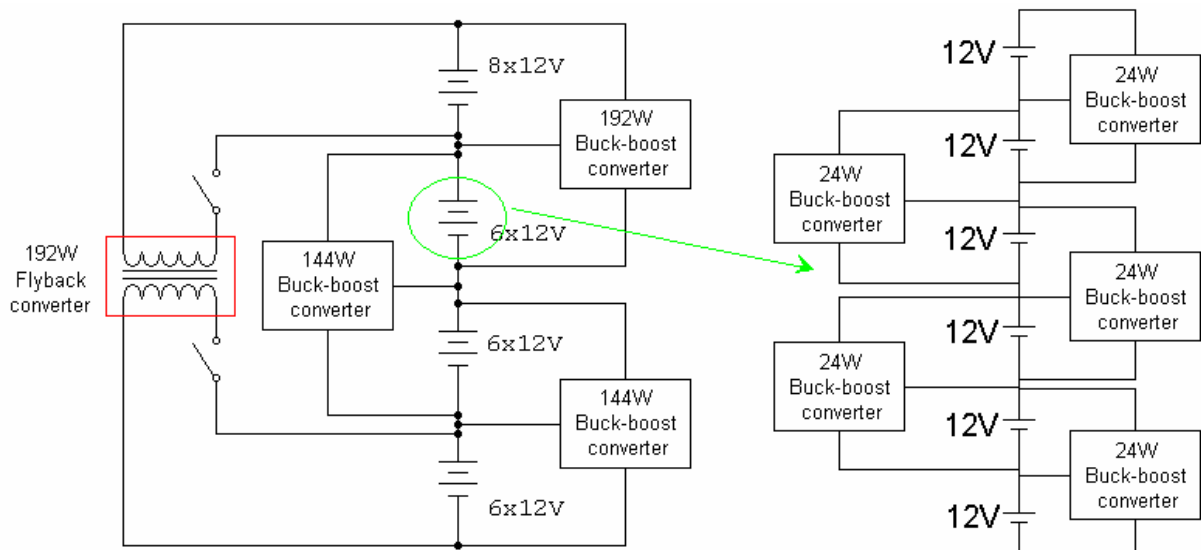 8x12V
192W
Buck-boost
converter
6x12V
192W
Flyback
converter
144W
Buck-boost
converter
6x12V
144W
Buck-boost
converter
6x12V
12V
24W
Buck-boost
converter
12V
24W
Buck-boost
converter
12V
24W
Buck-boost
converter
12V
24W
Buck-boost
converter
12V
24W
Buck-boost
converter
12V